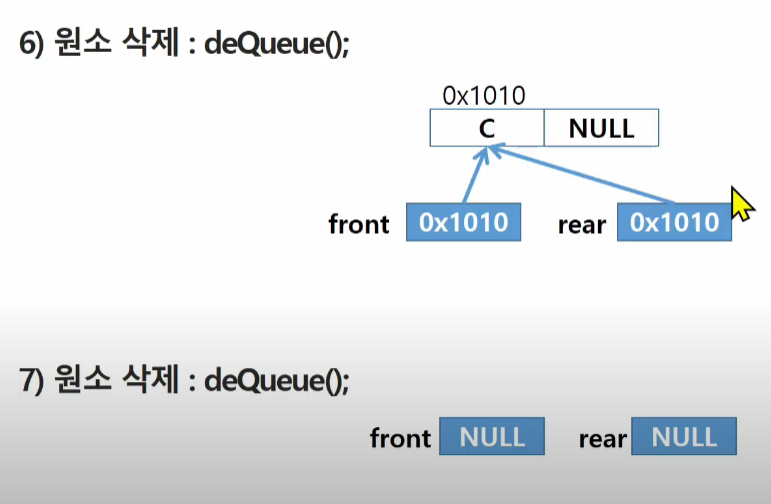 6) 원소 삭제 : deQueue();
0x1010
C NULL
front 0x1010 rear 0x1010
7) 원소 삭제 : deQueue();
front NULL rear NULL